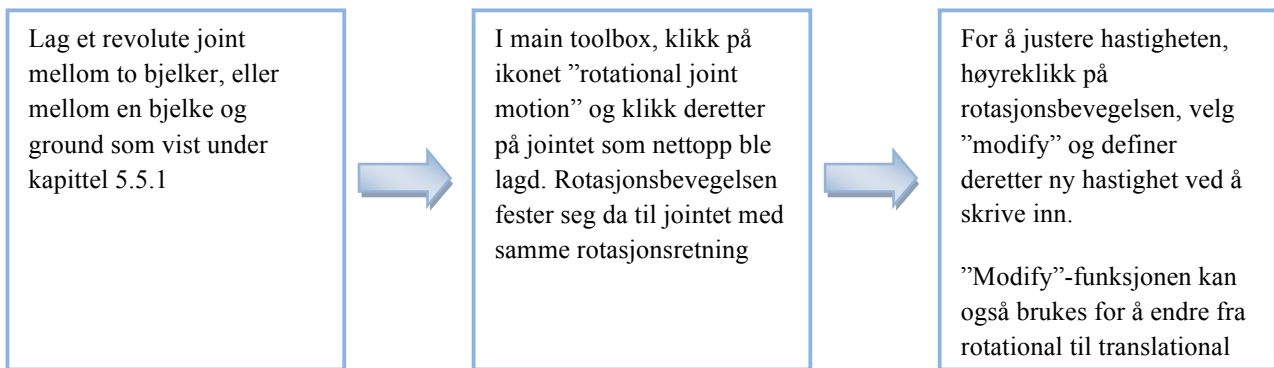 Lag et revolute joint
mellom to bjelker, eller
mellom en bjelke og
ground som vist under
kapittel 5.5.1
I main toolbox, klikk på
ikonet ”rotational joint
motion” og klikk deretter
på jointet som nettopp ble
lagd. Rotasjonsbevegelsen
fester seg da til jointet med
samme rotasjonsretning
For å justere hastigheten,
høyreklikk på
rotasjonsbevegelsen, velg
”modify” og definer
deretter ny hastighet ved å
skrive inn.
”Modify”-funksjonen kan
også brukes for å endre fra
rotational til translational